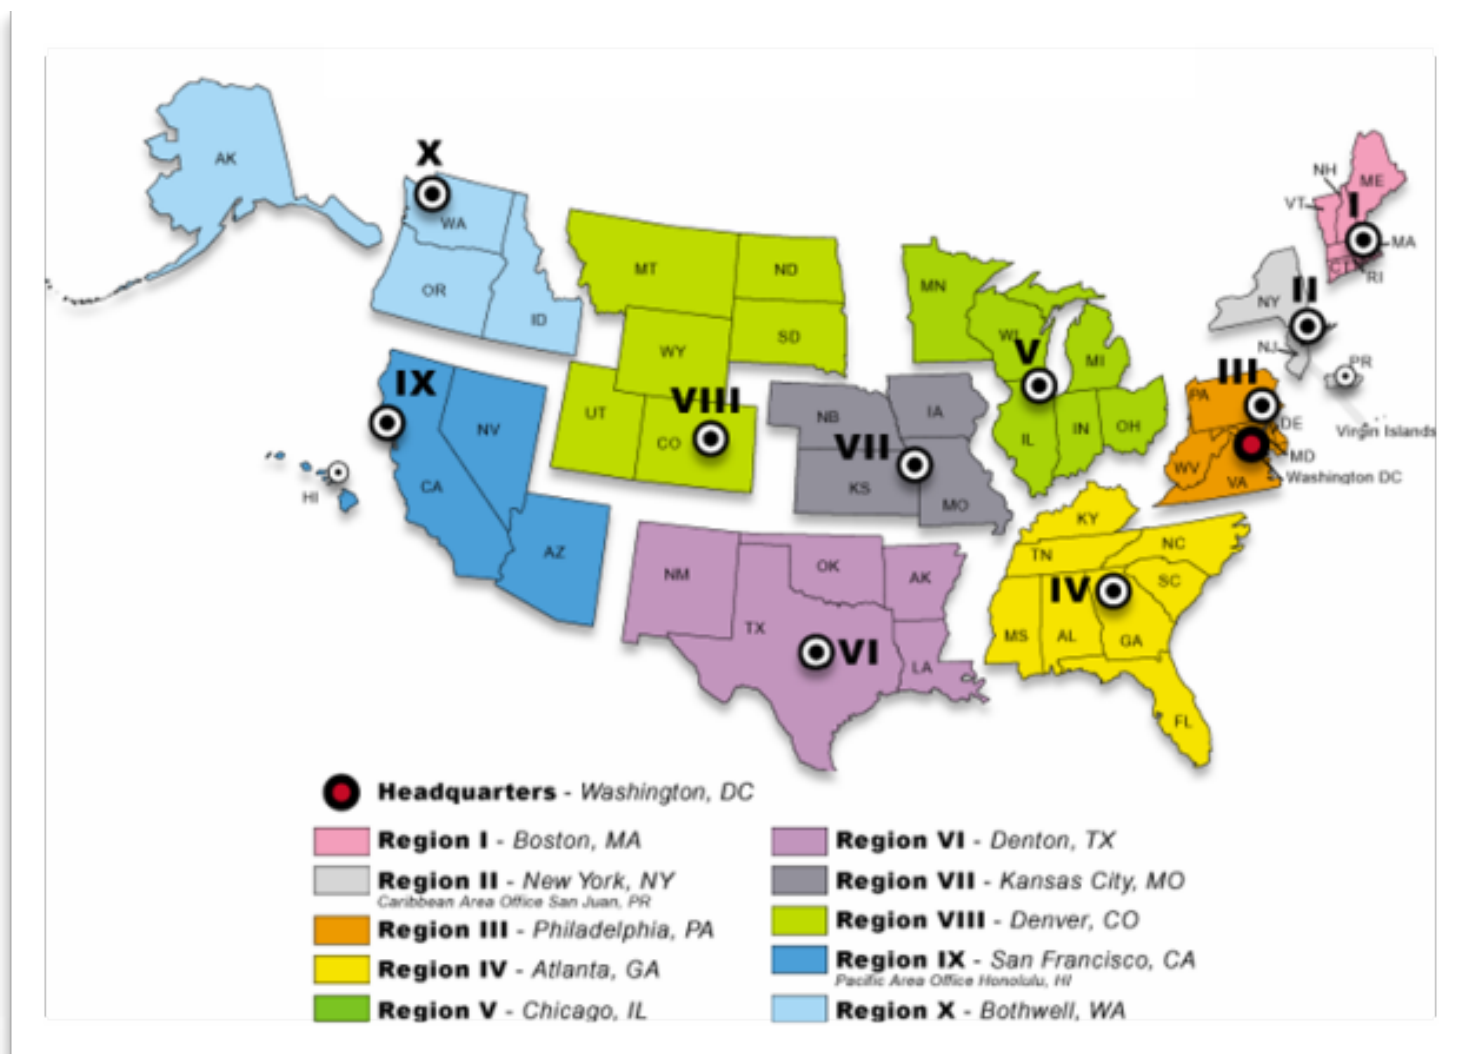 AK
X
WA
OR
ID
MT
ND
SD
WY
UT
VIII
CO
MN
WI
V
MI
IL
IN
OH
NH
ME
VT
I
MA
CT
RI
NY
II
NJ
PR
Virgin Islands
III
PA
DE
MD
Washington DC
WV
VA
IX
NV
CA
HI
AZ
NB
IA
VII
KS
MO
NM
OK
AK
TX
VI
LA
KY
TN
NC
IV
SC
MS
AL
GA
FL
Headquarters - Washington, DC
Region I - Boston, MA
Region II - New York, NY
Caribbean Area Office San Juan, PR
Region III - Philadelphia, PA
Region IV - Atlanta, GA
Region V - Chicago, IL
Region VI - Denton, TX
Region VII - Kansas City, MO
Region VIII - Denver, CO
Region IX - San Francisco, CA
Pacific Area Office Honolulu, HI
Region X - Bothwell, WA